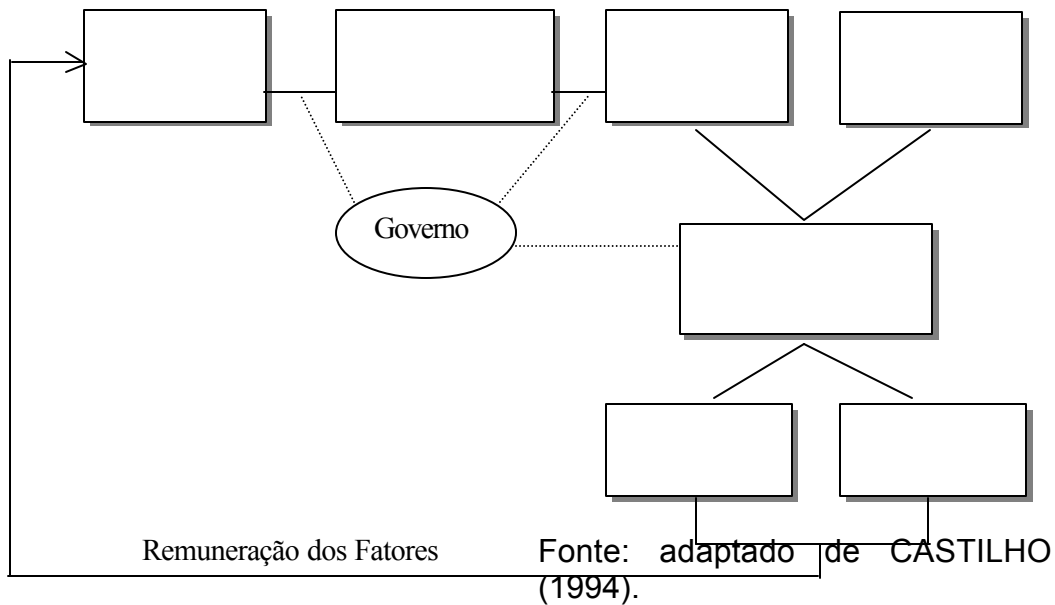 Governo
Remuneração dos Fatores
Fonte: adaptado de CASTILHO
(1994).